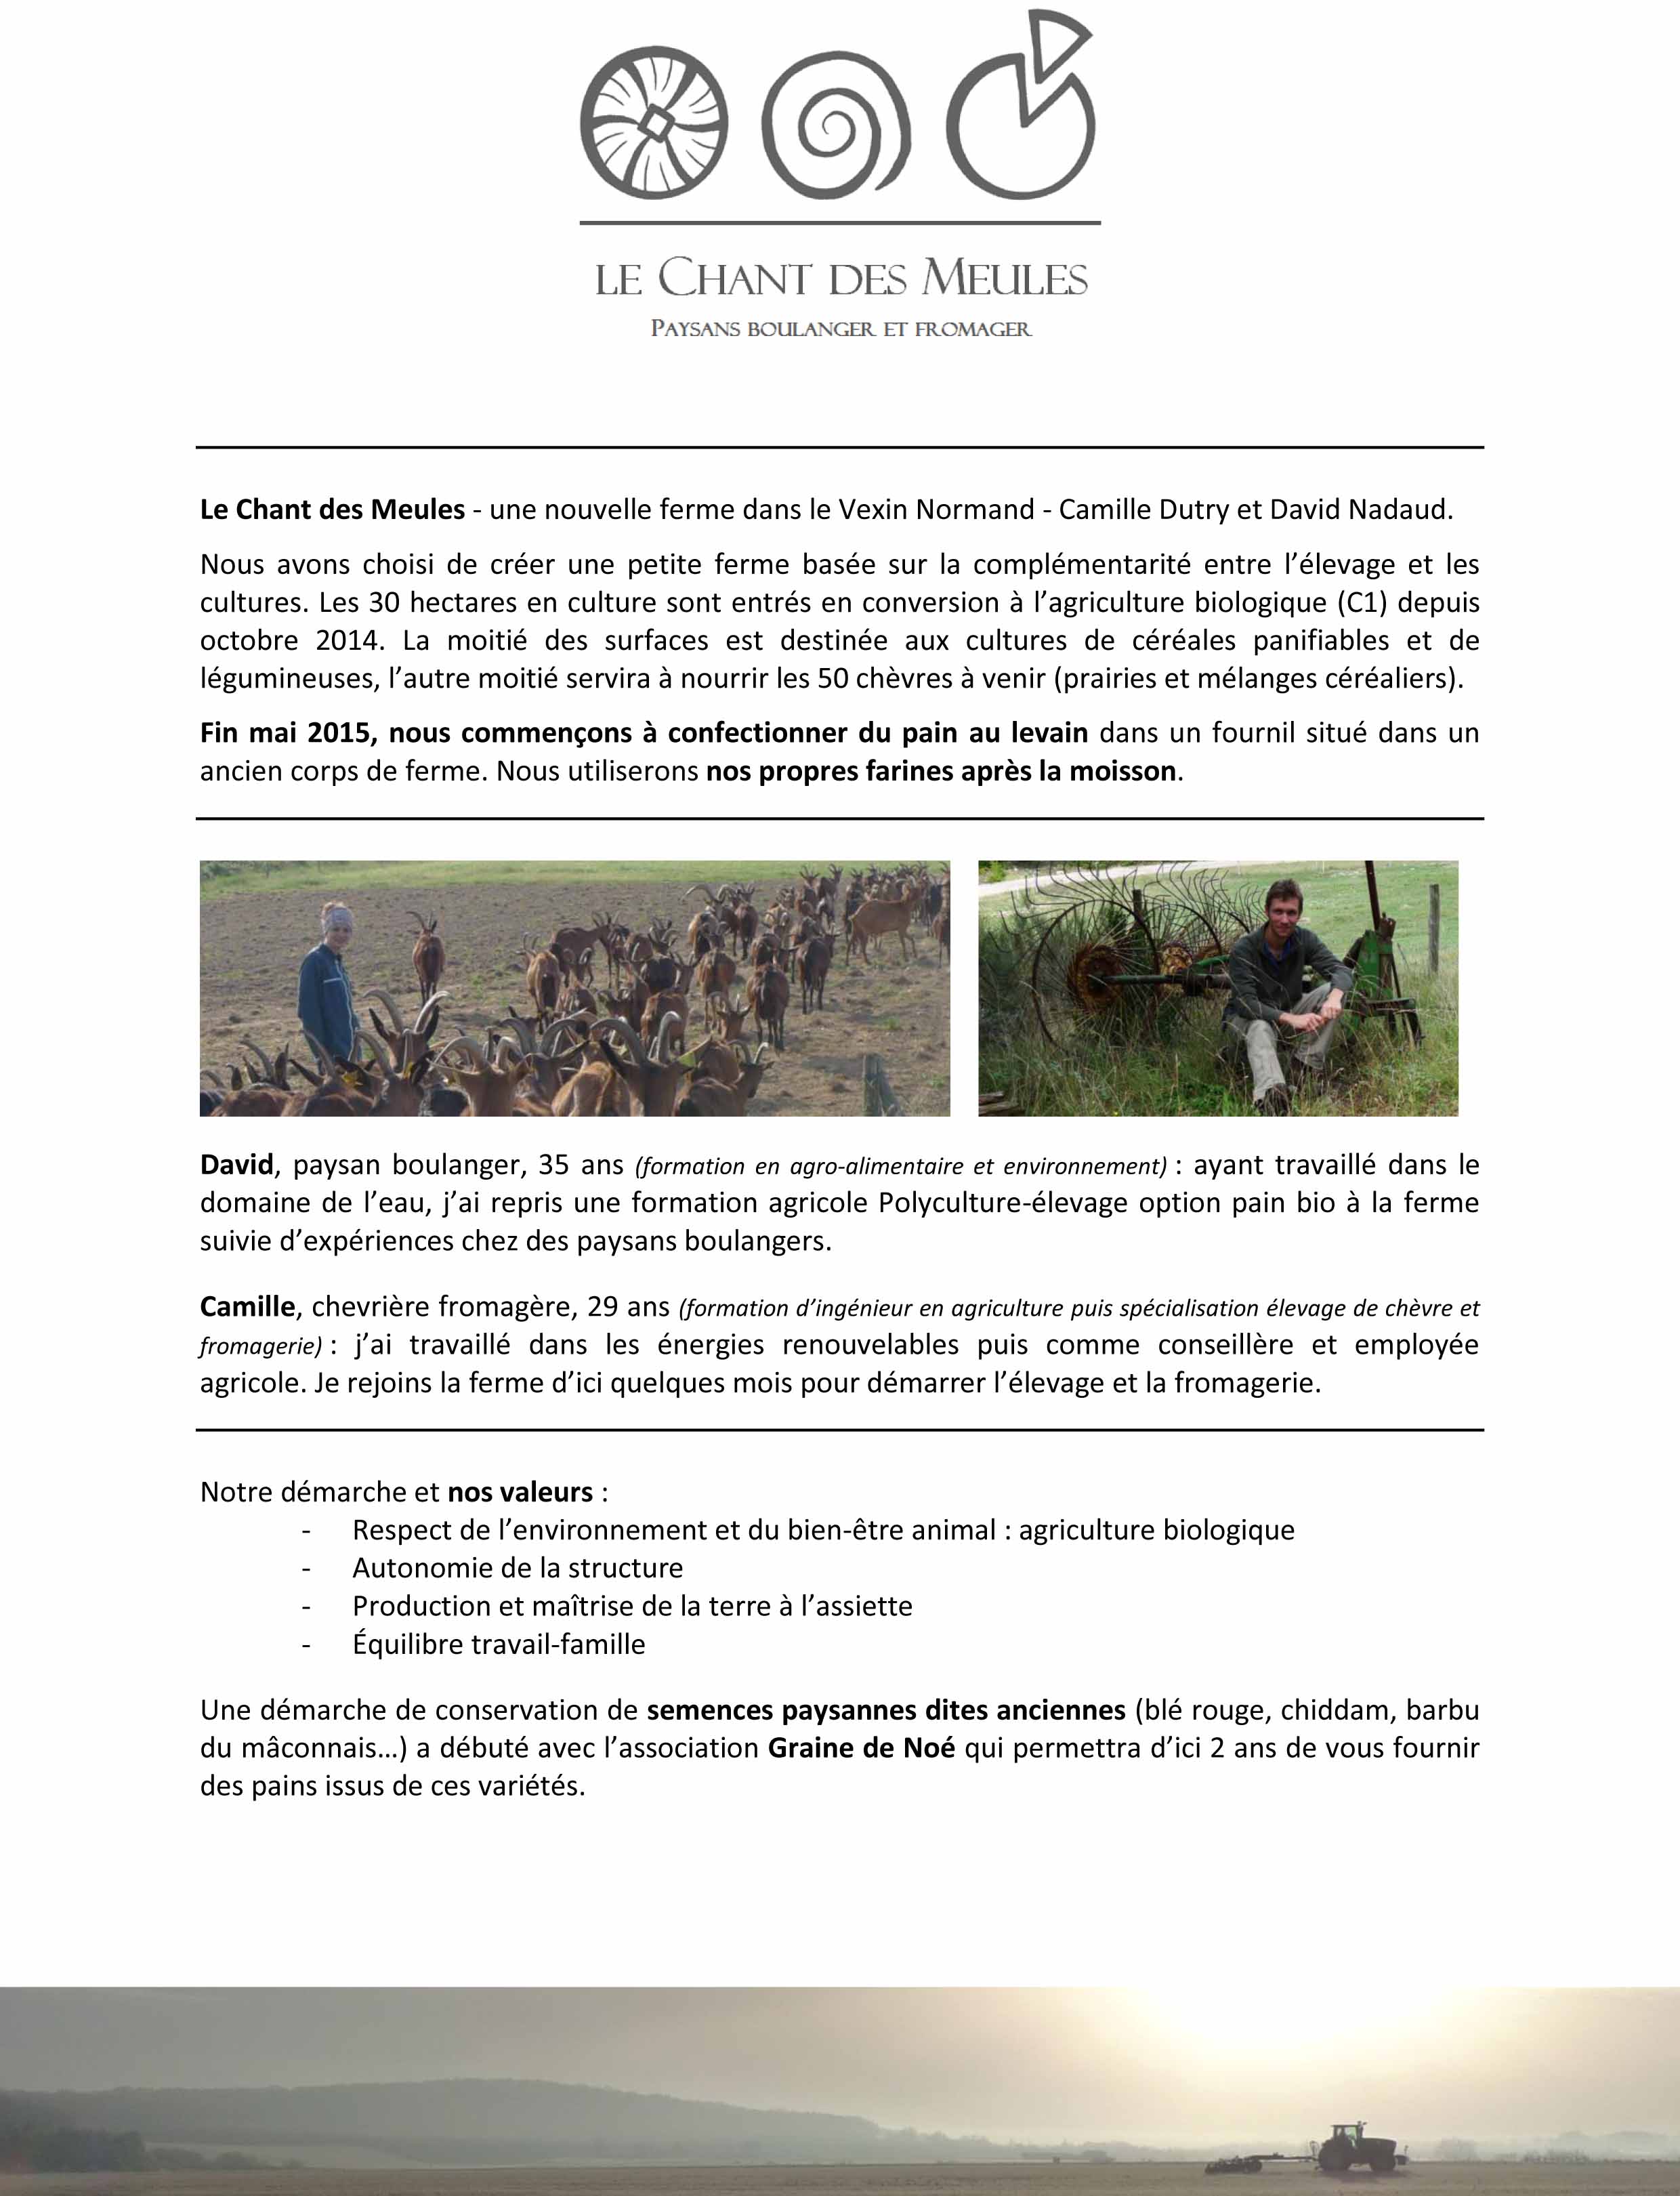 LE CHANT DES MEULES
PAYSANS BOULANGER ET FROMAGER
Le Chant des Meules - une nouvelle ferme dans le Vexin Normand - Camille Dutry et David Nadaud.
Nous avons choisi de créer une petite ferme basée sur la complémentarité entre l’élevage et les
cultures. Les 30 hectares en culture sont entrés en conversion à l’agriculture biologique (C1) depuis
octobre 2014. La moitié des surfaces est destinée aux cultures de céréales panifiables et de
légumineuses, l’autre moitié servira à nourrir les 50 chèvres à venir (prairies et mélanges céréaliers).
Fin mai 2015, nous commençons à confectionner du pain au levain dans un fournil situé dans un
ancien corps de ferme. Nous utiliserons nos propres farines après la moisson.
David, paysan boulanger, 35 ans (formation en agro-alimentaire et environnement) : ayant travaillé dans le
domaine de l’eau, j’ai repris une formation agricole Polyculture-élevage option pain bio à la ferme
suivie d’expériences chez des paysans boulangers.
Camille, chevrière fromagère, 29 ans (formation d’ingénieur en agriculture puis spécialisation élevage de chèvre et
fromagerie) : j’ai travaillé dans les énergies renouvelables puis comme conseillère et employée
agricole. Je rejoins la ferme d’ici quelques mois pour démarrer l’élevage et la fromagerie.
Notre démarche et nos valeurs :
- Respect de l’environnement et du bien-être animal : agriculture biologique
- Autonomie de la structure
- Production et maîtrise de la terre à l’assiette
- Équilibre travail-famille
Une démarche de conservation de semences paysannes dites anciennes (blé rouge, chiddam, barbu
du mâconnais…) a débuté avec l’association Graine de Noé qui permettra d’ici 2 ans de vous fournir
des pains issus de ces variétés.